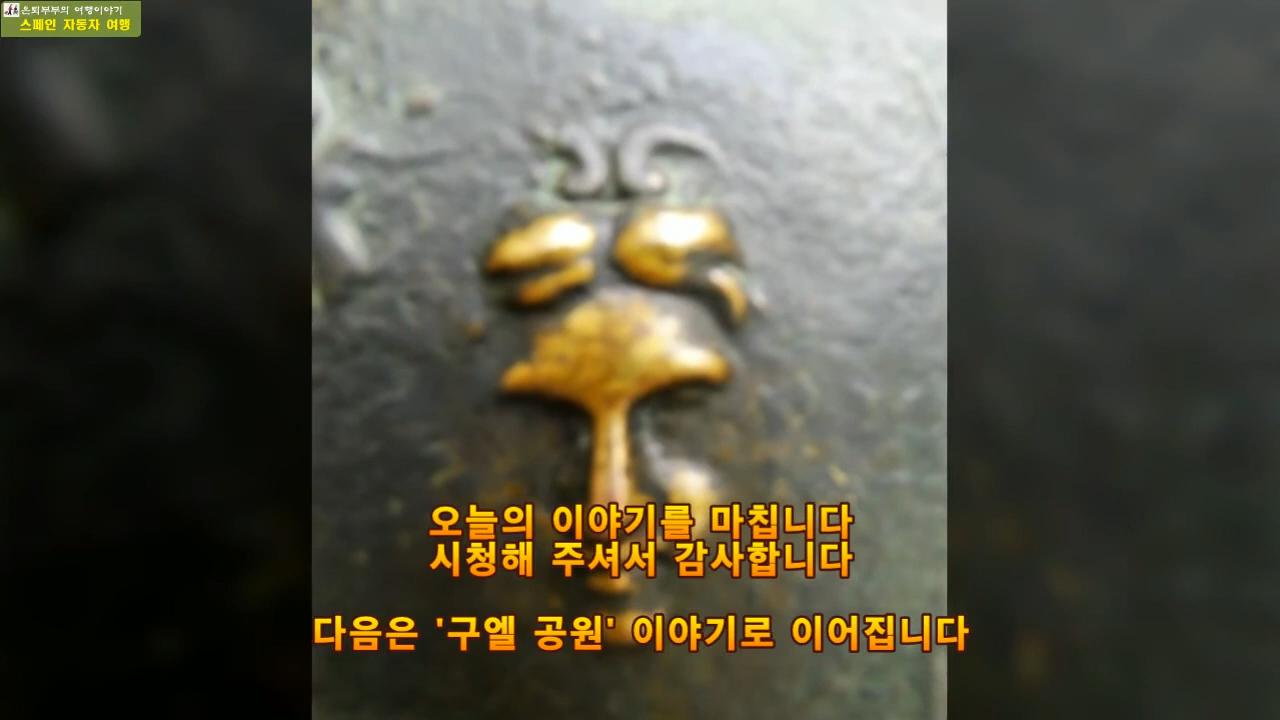 은퇴부부의 여행이야기
스페인 자동차 여행
오늘의 이야기를 마칩니다
시청해 주셔서 감사합니다
다음은 '구엘 공원' 이야기로 이어집니다